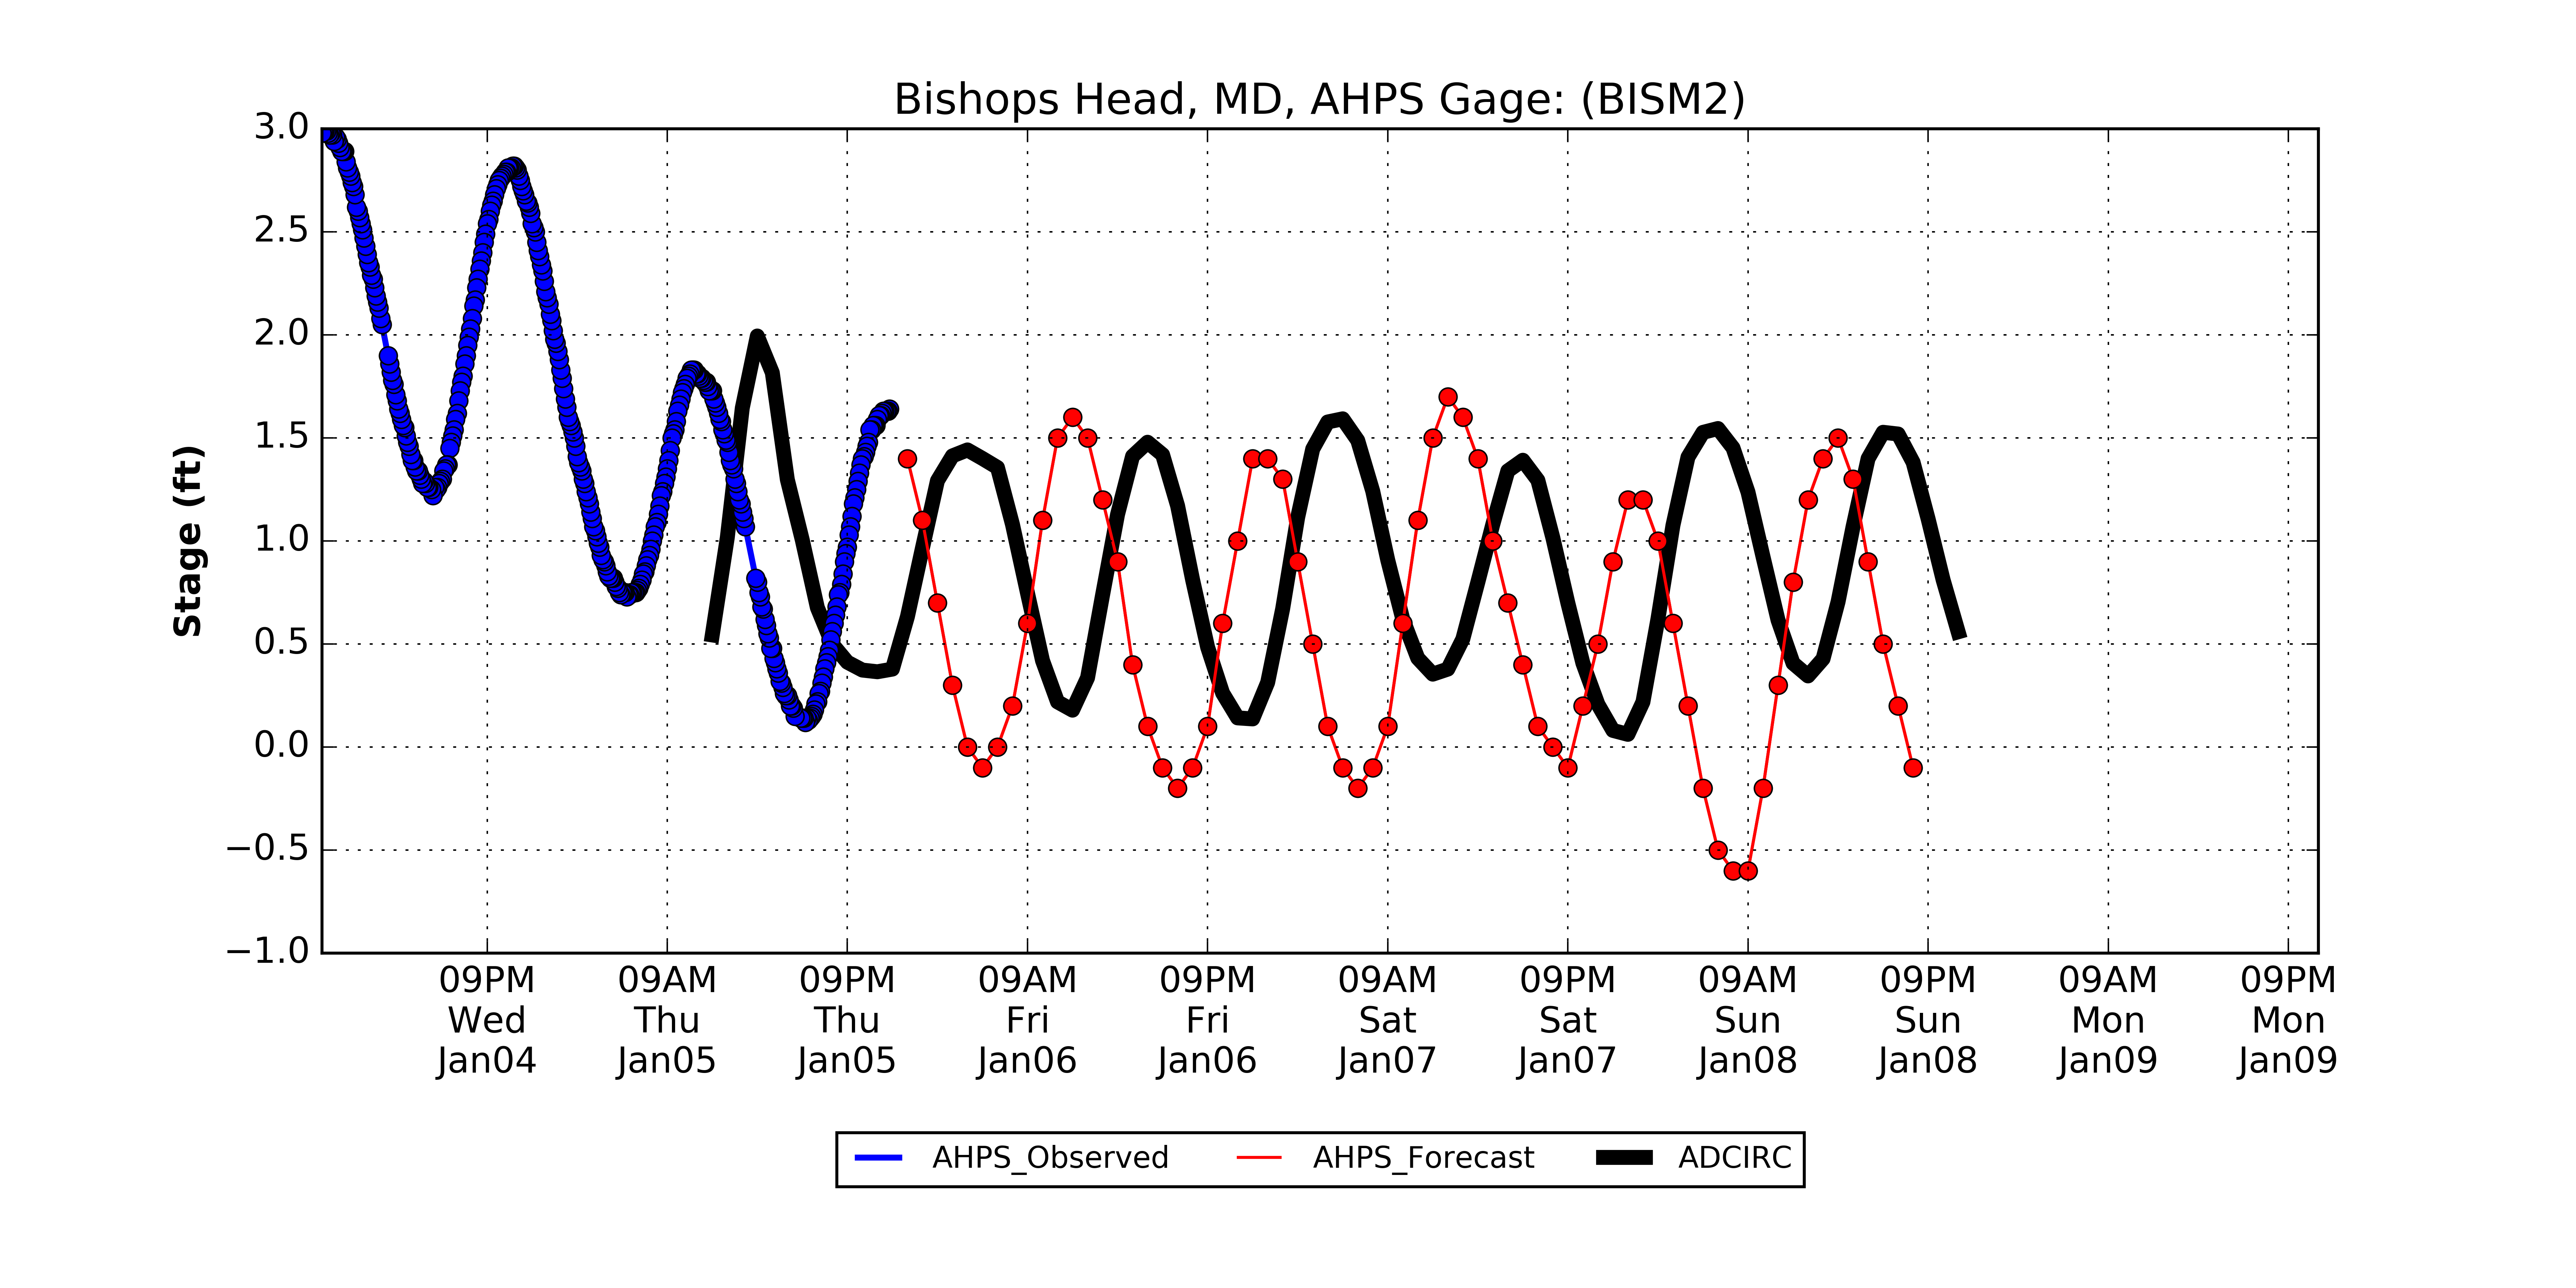 Bishops Head, MD, AHPS Gage: (BISM2)
3.0
2.5
2.0
1.5
1.0
0.5
0.0
−0.5
−1.0
Stage (ft)
09PM 09AM 09PM 09AM 09PM 09AM 09PM 09AM 09PM 09AM 09PM
Wed Thu Thu Fri Fri Sat Sat Sun Sun Mon Mon
Jan04 Jan05 Jan05 Jan06 Jan06 Jan07 Jan07 Jan08 Jan08 Jan09 Jan09
AHPS_Observed AHPS_Forecast ADCIRC